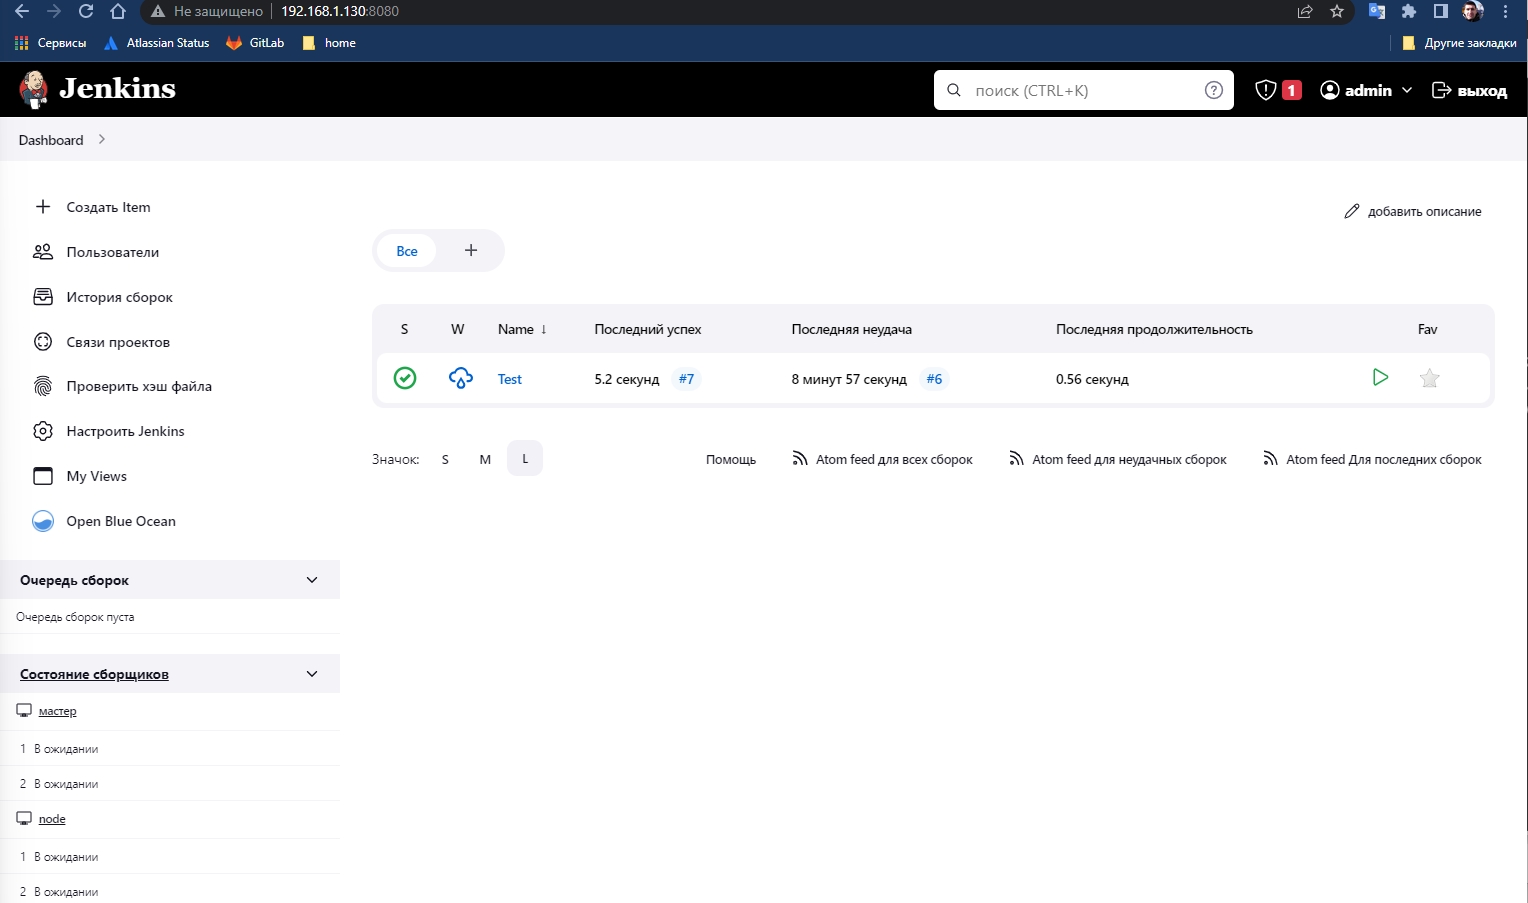 Не защищено 192.168.1.130:8080
Сервисы Atlassian Status GitLab home Другие закладки
Jenkins поиск (CTRL+K) ? 1 admin выход
Dashboard
Создать Item
добавить описание
Пользователи
Все +
История сборок
S W Name ↓ Последний успех Последняя неудача Последняя продолжительность Fav
Связи проектов
Test 5.2 секунд #7 8 минут 57 секунд #6 0.56 секунд
Проверить хэш файла
Настроить Jenkins
Значок: S M L Помощь Atom feed для всех сборок Atom feed для неудачных сборок Atom feed Для последних сборок
My Views
Open Blue Ocean
Очередь сборок
Очередь сборок пуста
Состояние сборщиков
мастер
1 В ожидании
2 В ожидании
node
1 В ожидании
2 В ожидании